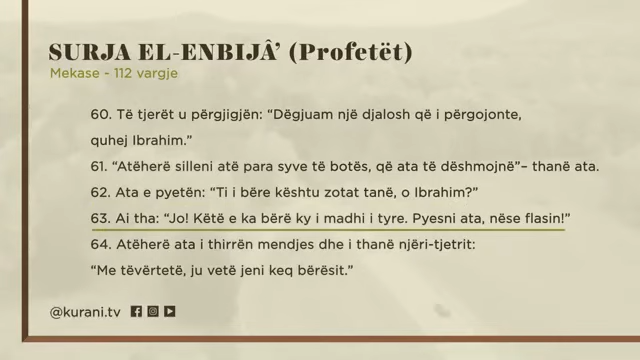 SURJA EL-ENBIJÂ’ (Profetët)
Mekase - 112 vargje
60. Të tjerët u përgjigjën: “Dëgjuam një djalosh që i përgojonte,
quhej Ibrahim.”
61. “Atëherë silleni atë para syve të botës, që ata të dëshmojnë”– thanë ata.
62. Ata e pyetën: “Ti i bëre kështu zotat tanë, o Ibrahim?”
63. Ai tha: “Jo! Këtë e ka bërë ky i madhi i tyre. Pyesni ata, nëse flasin!”
64. Atëherë ata i thirrën mendjes dhe i thanë njëri-tjetrit:
“Me tëvërtetë, ju vetë jeni keq bërësit.”
@kurani.tv